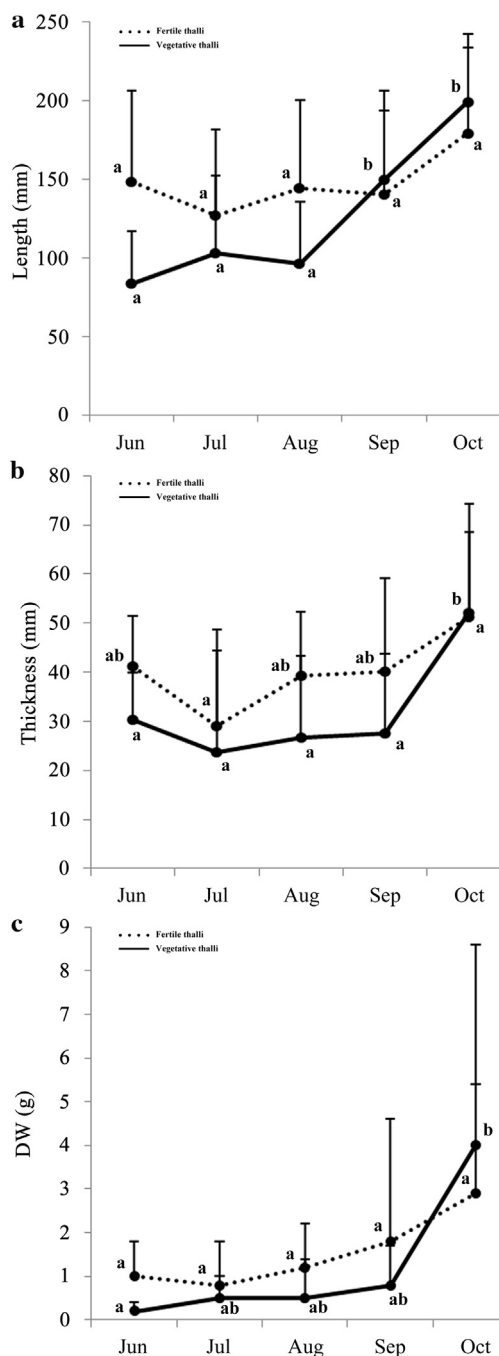 a
250
200
150
100
50
0
Length (mm)
Fertile thalli
Vegetative thalli
a
a
a
b
b
a
a
a
a
a
Jun Jul Aug Sep Oct
b
80
70
60
50
40
30
20
10
0
Thickness (mm)
Fertile thalli
Vegetative thalli
ab
a
ab
ab
b
a
a
a
a
a
Jun Jul Aug Sep Oct
c
9
8
7
6
5
4
3
2
1
0
DW (g)
Fertile thalli
Vegetative thalli
a
a
a
a
a
b
a
ab
ab
ab
Jun Jul Aug Sep Oct